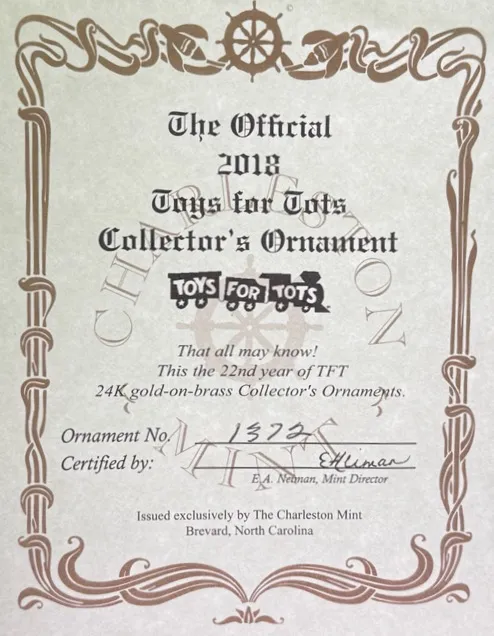 ©
The Official
2018
Toys for Tots
Collector's Ornament
TOYS FOR TOTS
CHARLESTON
That all may know!
This the 22nd year of TFT
24K gold-on-brass Collector's Ornaments.
MINT
Ornament No. 1372
Certified by:
E.A. Neiman, Mint Director
Issued exclusively by The Charleston Mint
Brevard, North Carolina